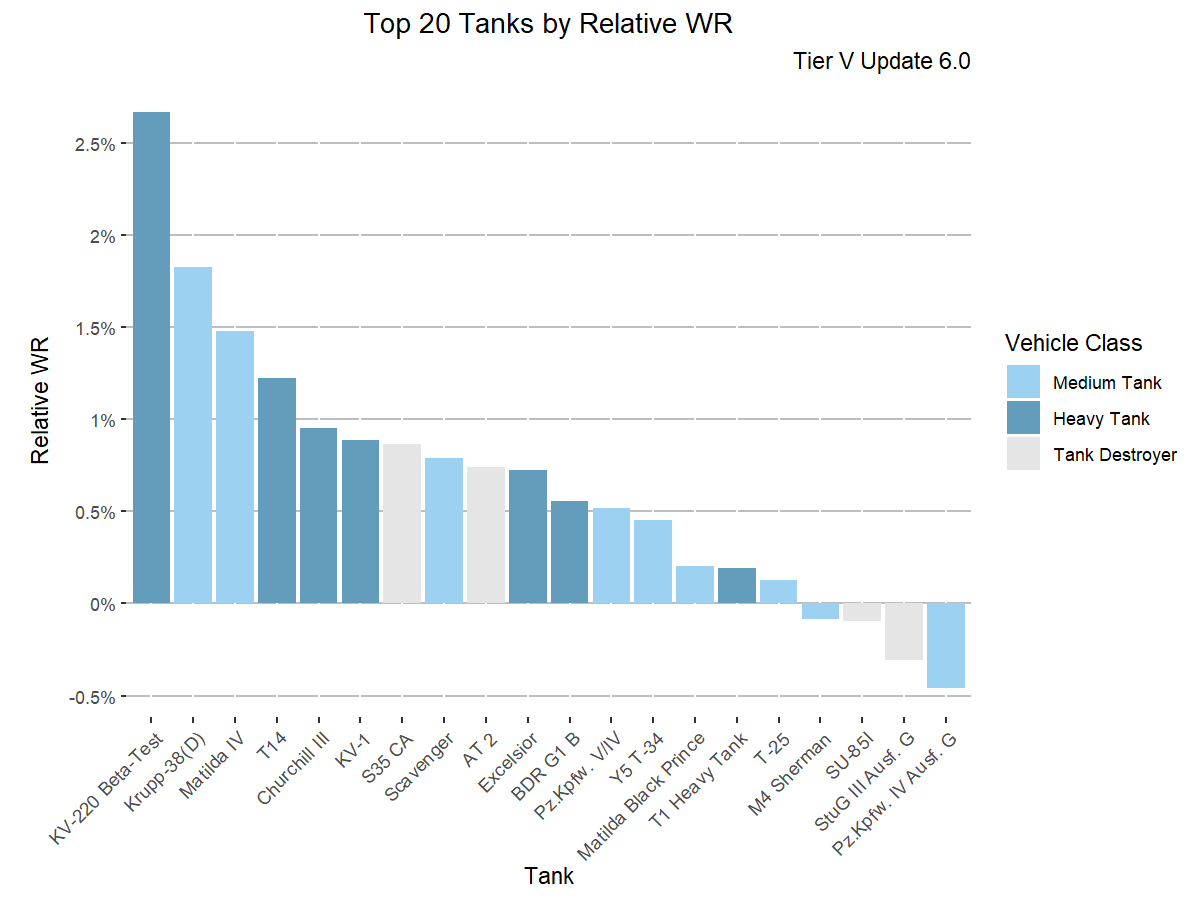 Top 20 Tanks by Relative WR
Tier V Update 6.0
Relative WR
2.5%
2%
1.5%
1%
0.5%
0%
-0.5%
KV-220 Beta-Test
Krupp-38(D)
Matilda IV
T14
Churchill III
KV-1
S35 CA
Scavenger
AT 2
Excelsior
BDR G1 B
Pz.Kpfw. V/IV
Y5 T-34
Matilda Black Prince
T1 Heavy Tank
T-25
M4 Sherman
SU-85I
StuG III Ausf. G
Pz.Kpfw. IV Ausf. G
Tank
Vehicle Class
Medium Tank
Heavy Tank
Tank Destroyer